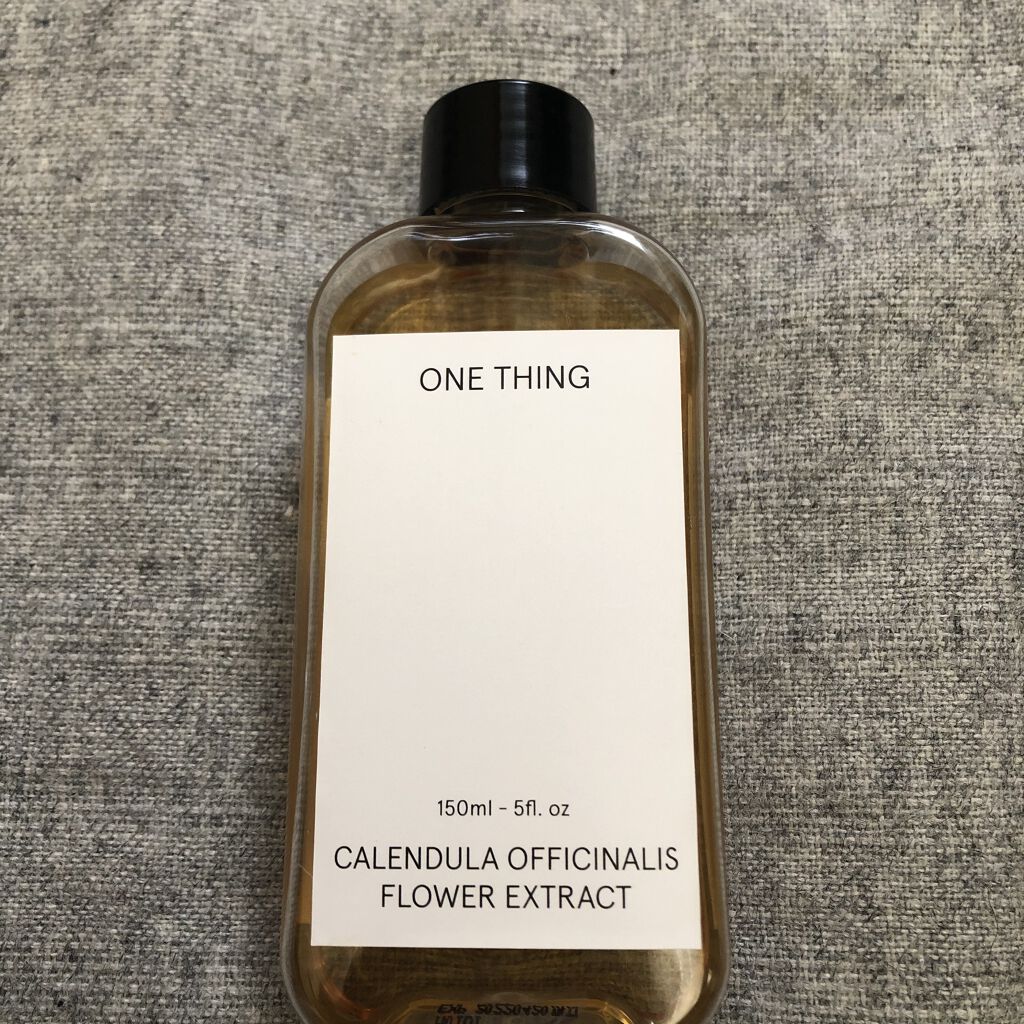 ONE THING
150ml - 5fl. oz
CALENDULA OFFICINALIS
FLOWER EXTRACT